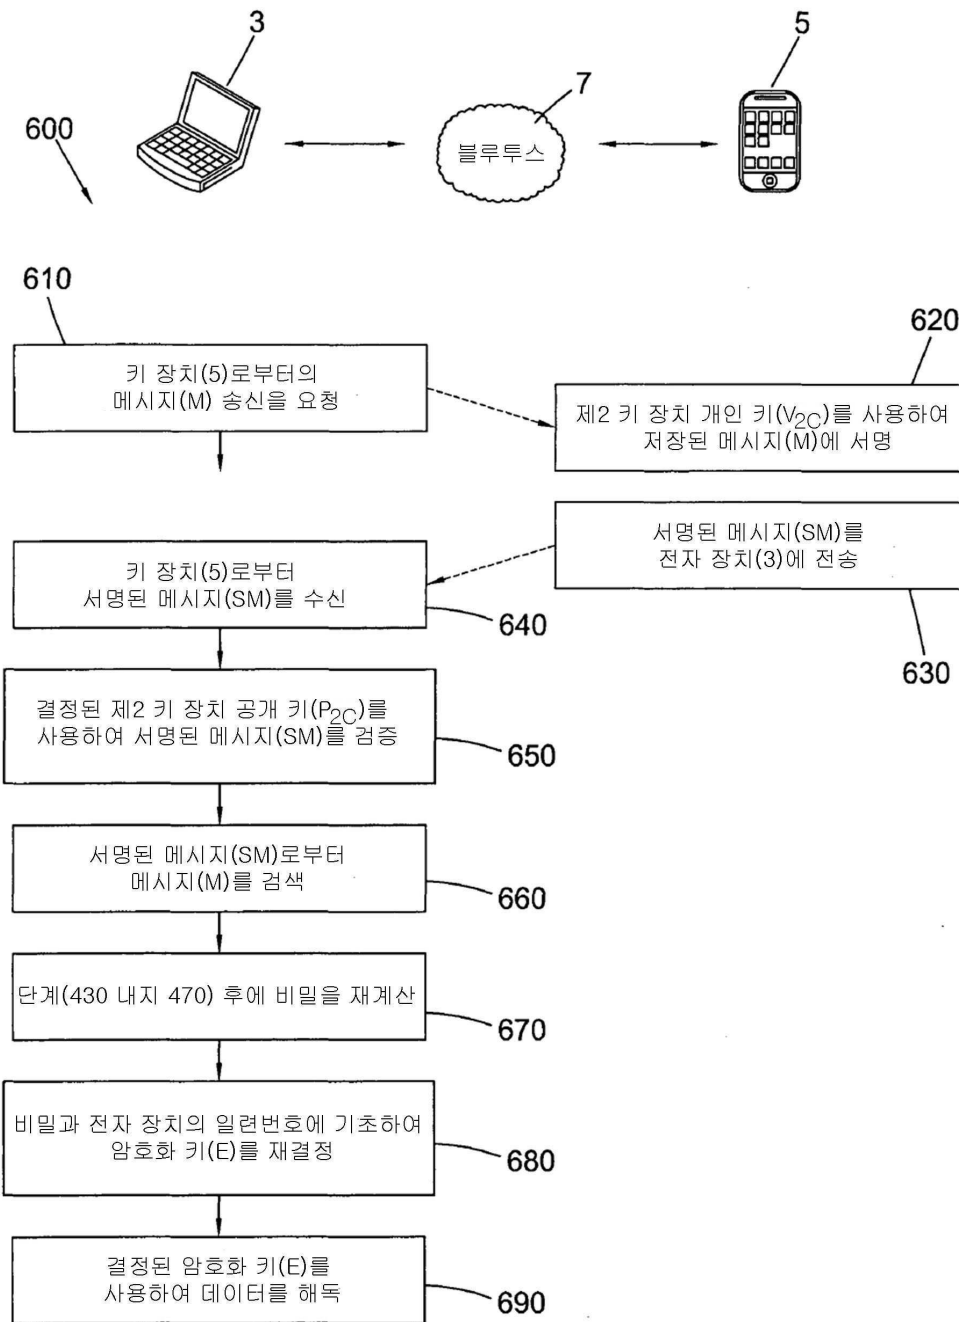 3
5
7
600
블루투스
610
620
키 장치(5)로부터의
메시지(M) 송신을 요청
제2 키 장치 개인 키(V2C)를 사용하여
저장된 메시지(M)에 서명
서명된 메시지(SM)를
전자 장치(3)에 전송
키 장치(5)로부터
서명된 메시지(SM)를 수신
640
630
결정된 제2 키 장치 공개 키(P2C)를
사용하여 서명된 메시지(SM)를 검증
650
서명된 메시지(SM)로부터
메시지(M)를 검색
660
단계(430 내지 470) 후에 비밀을 재계산
670
비밀과 전자 장치의 일련번호에 기초하여
암호화 키(E)를 재결정
680
결정된 암호화 키(E)를
사용하여 데이터를 해독
690